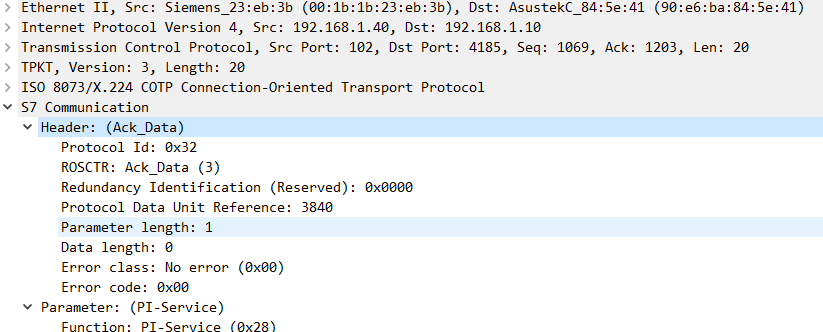 Ethernet II, Src: Siemens_23:eb:3b (00:1b:1b:23:eb:3b), Dst: AsustekC_84:5e:41 (90:e6:ba:84:5e:41)
Internet Protocol Version 4, Src: 192.168.1.40, Dst: 192.168.1.10
Transmission Control Protocol, Src Port: 102, Dst Port: 4185, Seq: 1069, Ack: 1203, Len: 20
TPKT, Version: 3, Length: 20
ISO 8073/X.224 COTP Connection-Oriented Transport Protocol
S7 Communication
Header: (Ack_Data)
Protocol Id: 0x32
ROSCTR: Ack_Data (3)
Redundancy Identification (Reserved): 0x0000
Protocol Data Unit Reference: 3840
Parameter length: 1
Data length: 0
Error class: No error (0x00)
Error code: 0x00
Parameter: (PI-Service)
Function: PI-Service (0x28)